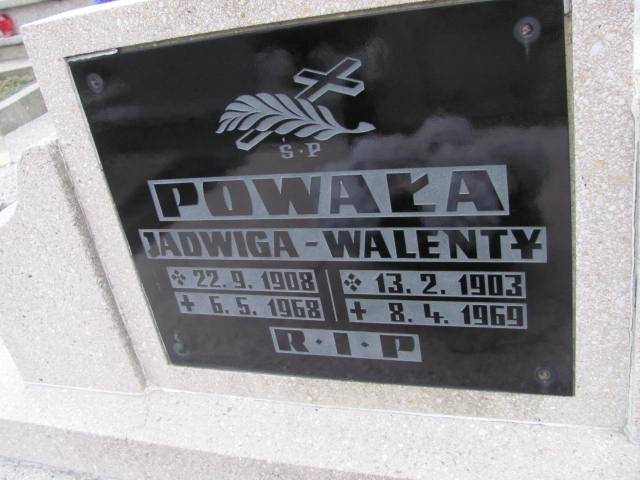 Ś.P
POWAŁA
JADWIGA-WALENTY
22.9.1908 13.2.1903
6.5.1968 8.4.1969
R.I.P